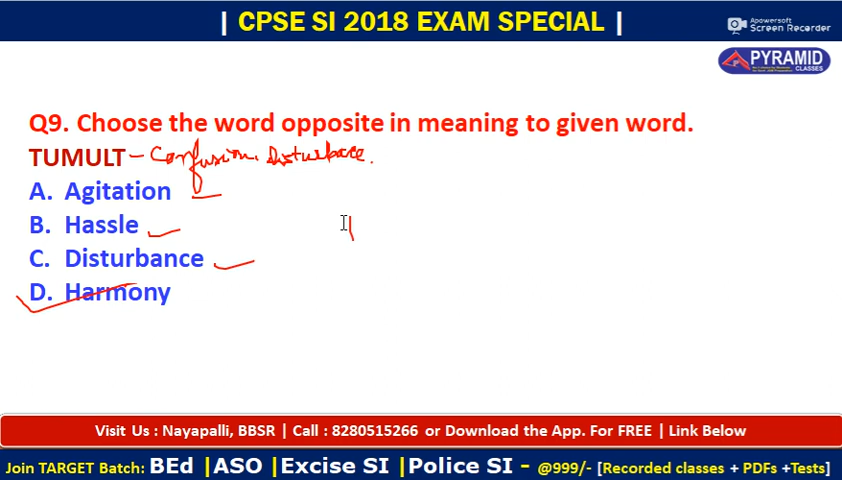 | CPSE SI 2018 EXAM SPECIAL |
Apowersoft
Screen Recorder
PYRAMID
CLASSES
Q9. Choose the word opposite in meaning to given word.
TUMULT - Confusion. Disturbace.
A. Agitation
B. Hassle
C. Disturbance
D. Harmony
Visit Us : Nayapalli, BBSR | Call : 8280515266 or Download the App. For FREE | Link Below
Join TARGET Batch: BEd |ASO |Excise SI |Police SI - @999/- [Recorded classes + PDFs +Tests]